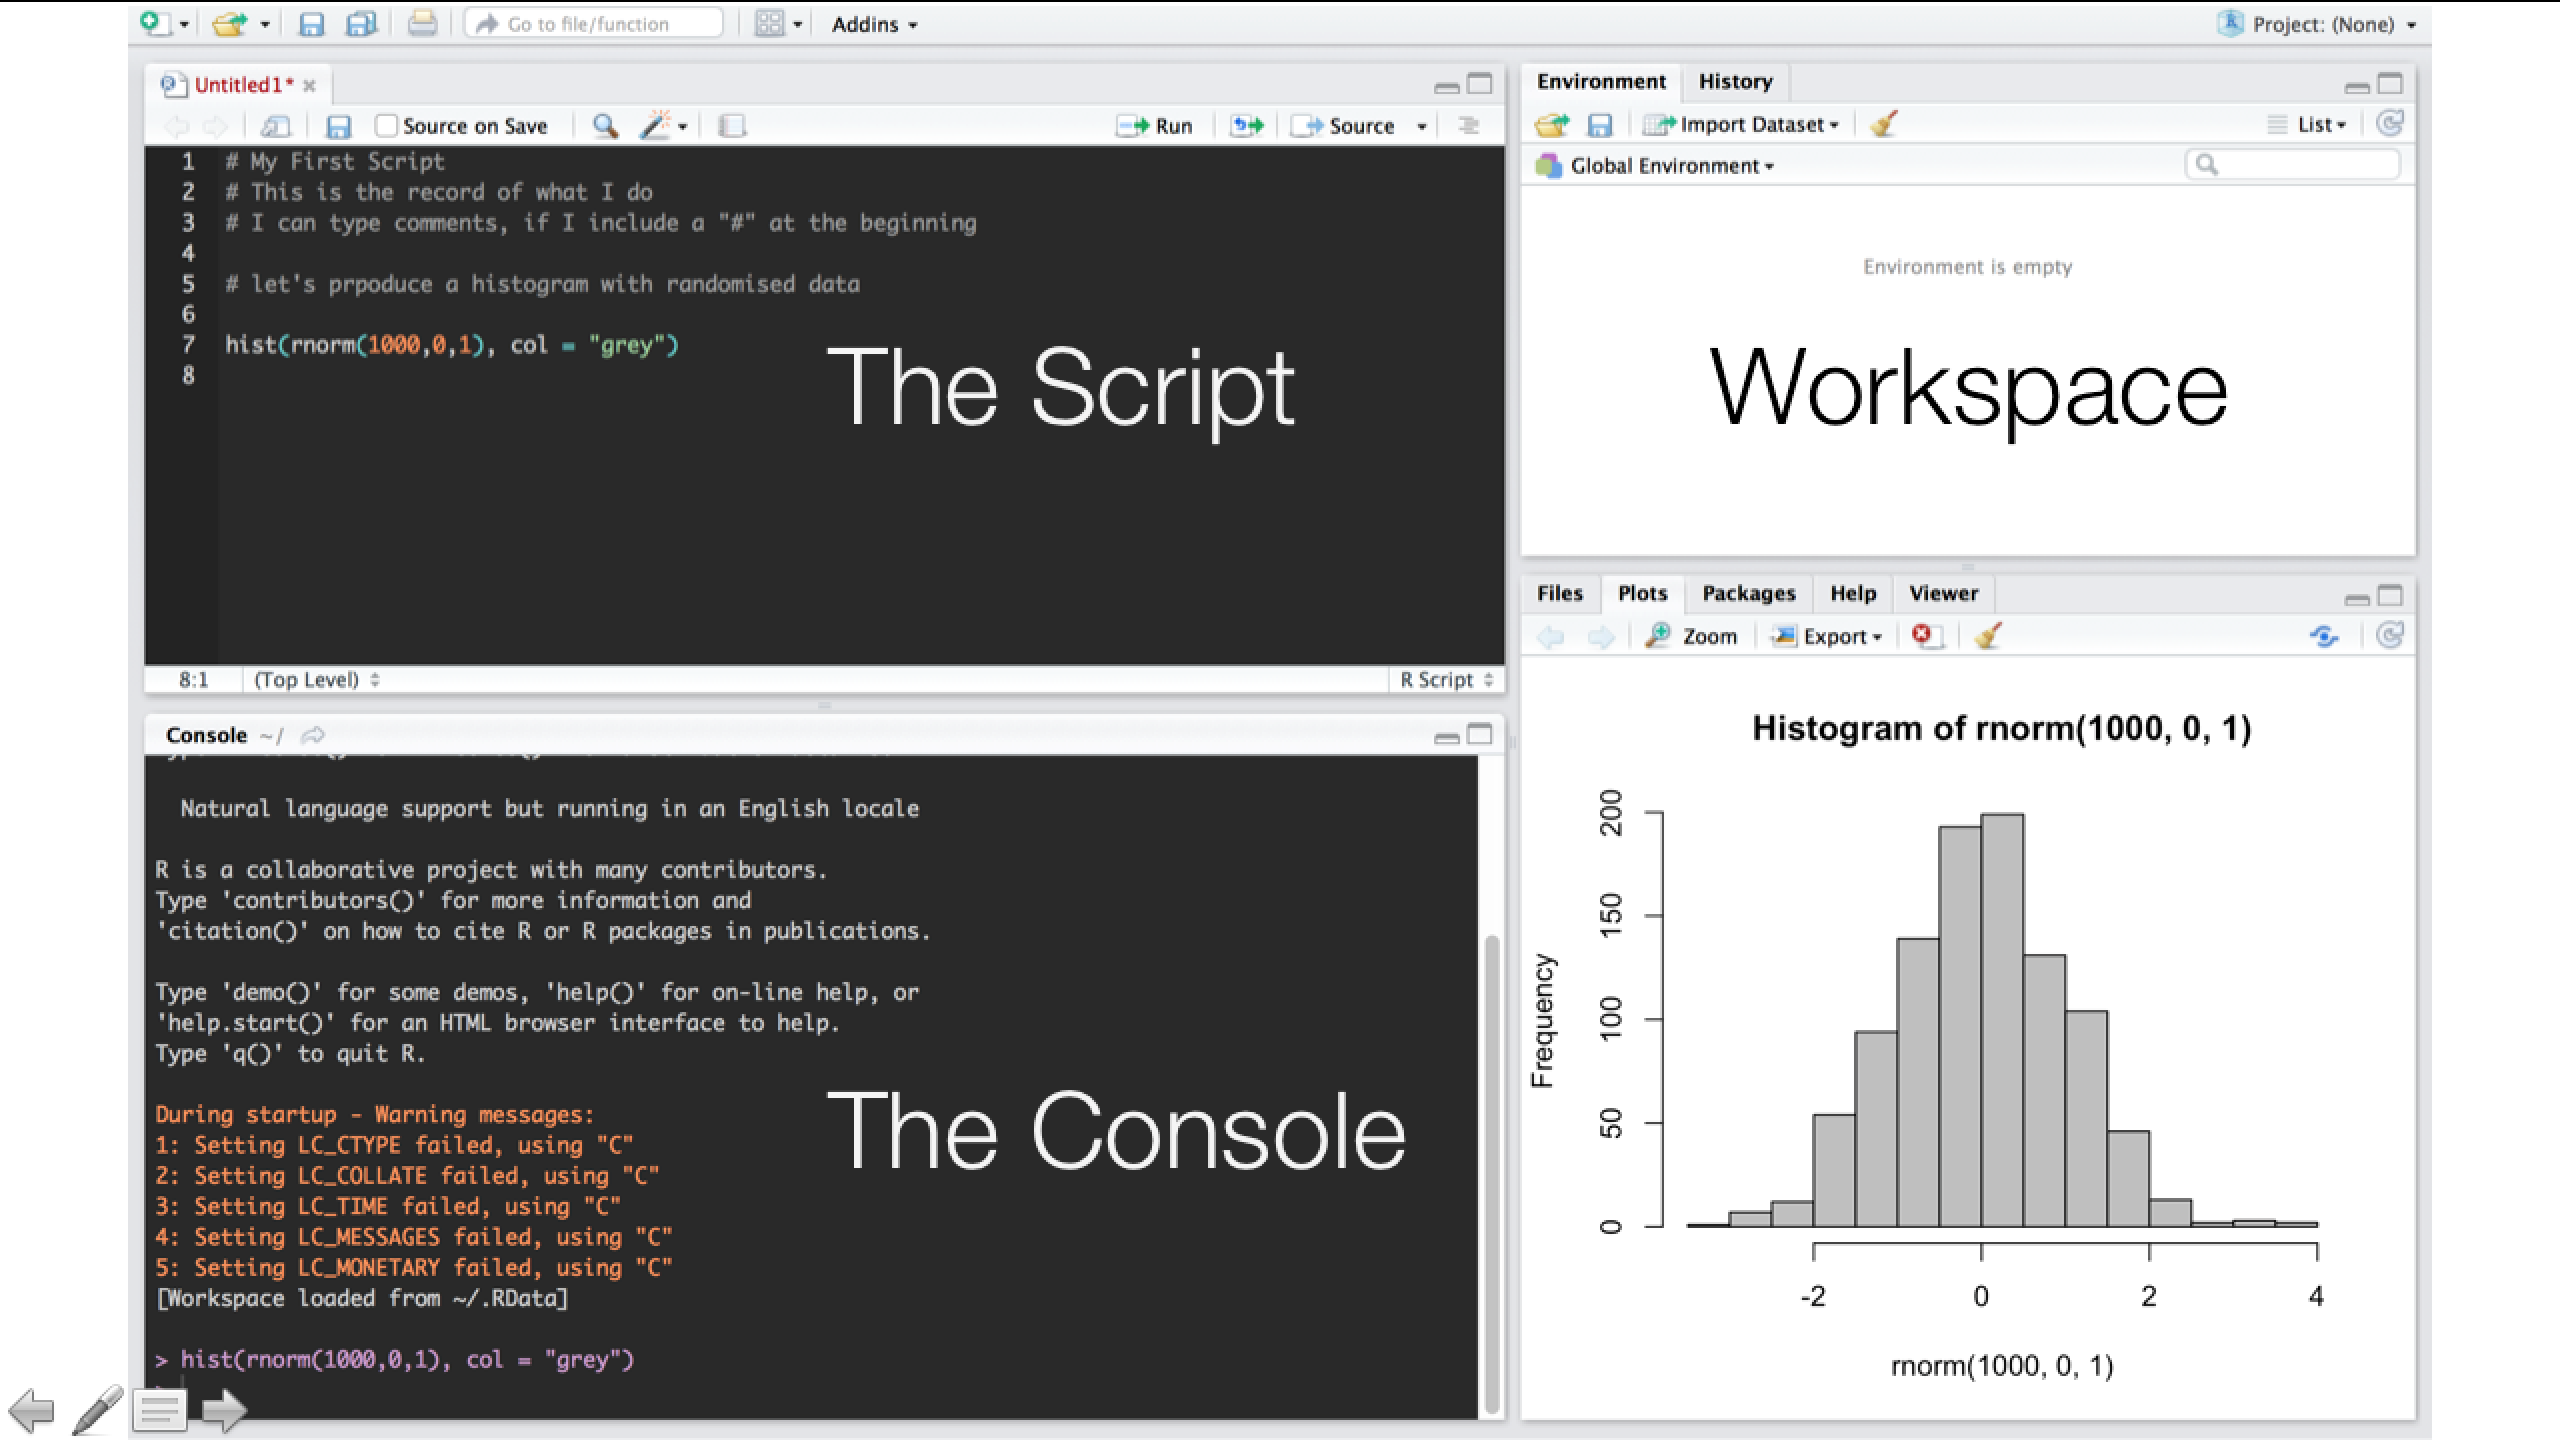 Go to file/function
Addins
Project: (None)
Untitled1*
Source on Save
Run
Source
1 # My First Script
2 # This is the record of what I do
3 # I can type comments, if I include a "#" at the beginning
4
5 # let's prpoduce a histogram with randomised data
6
7 hist(rnorm(1000,0,1), col = "grey")
8
The Script
8:1 (Top Level)
R Script
Console ~/
Natural language support but running in an English locale
R is a collaborative project with many contributors.
Type 'contributors()' for more information and
'citation()' on how to cite R or R packages in publications.
Type 'demo()' for some demos, 'help()' for on-line help, or
'help.start()' for an HTML browser interface to help.
Type 'q()' to quit R.
During startup - Warning messages:
1: Setting LC_CTYPE failed, using "C"
2: Setting LC_COLLATE failed, using "C"
3: Setting LC_TIME failed, using "C"
4: Setting LC_MESSAGES failed, using "C"
5: Setting LC_MONETARY failed, using "C"
[Workspace loaded from ~/.RData]
> hist(rnorm(1000,0,1), col = "grey")
The Console
Environment History
Import Dataset
List
Global Environment
Environment is empty
Workspace
Files Plots Packages Help Viewer
Zoom Export
Histogram of rnorm(1000, 0, 1)
Frequency
200
150
100
50
0
-2 0 2 4
rnorm(1000, 0, 1)